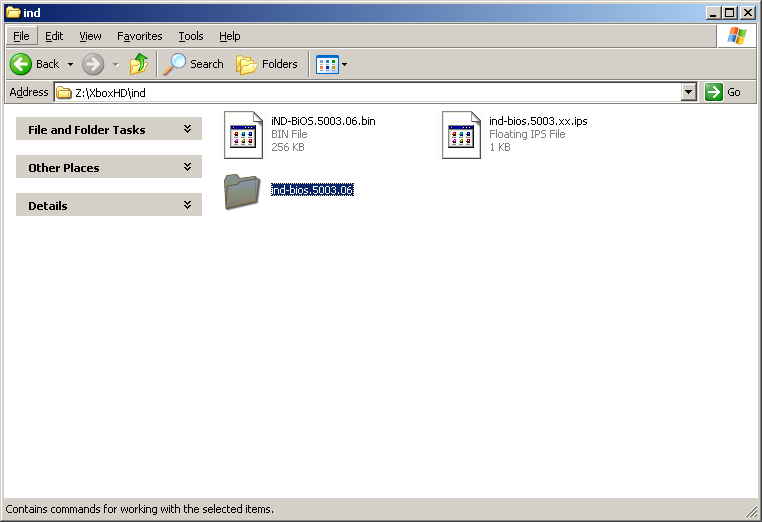 ind
File Edit View Favorites Tools Help
Back Search Folders
Address Z:\XboxHD\ind Go
File and Folder Tasks
Other Places
Details
iND-BiOS.5003.06.bin
BIN File
256 KB
ind-bios.5003.xx.ips
Floating IPS File
1 KB
ind-bios.5003.06
Contains commands for working with the selected items.